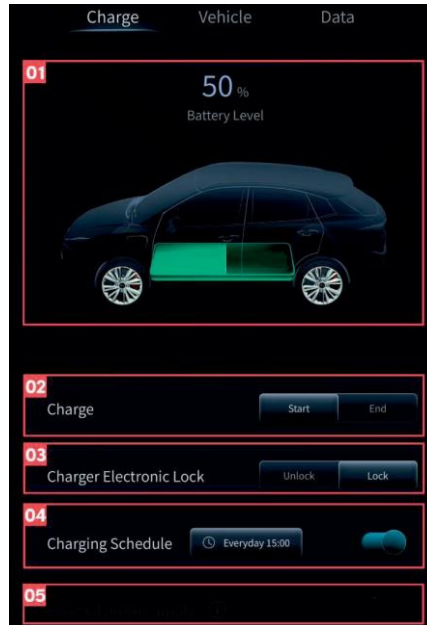 Charge Vehicle Data
01
50 %
Battery Level
02
Charge Start End
03
Charger Electronic Lock Unlock Lock
04
Charging Schedule Everyday 15:00
05